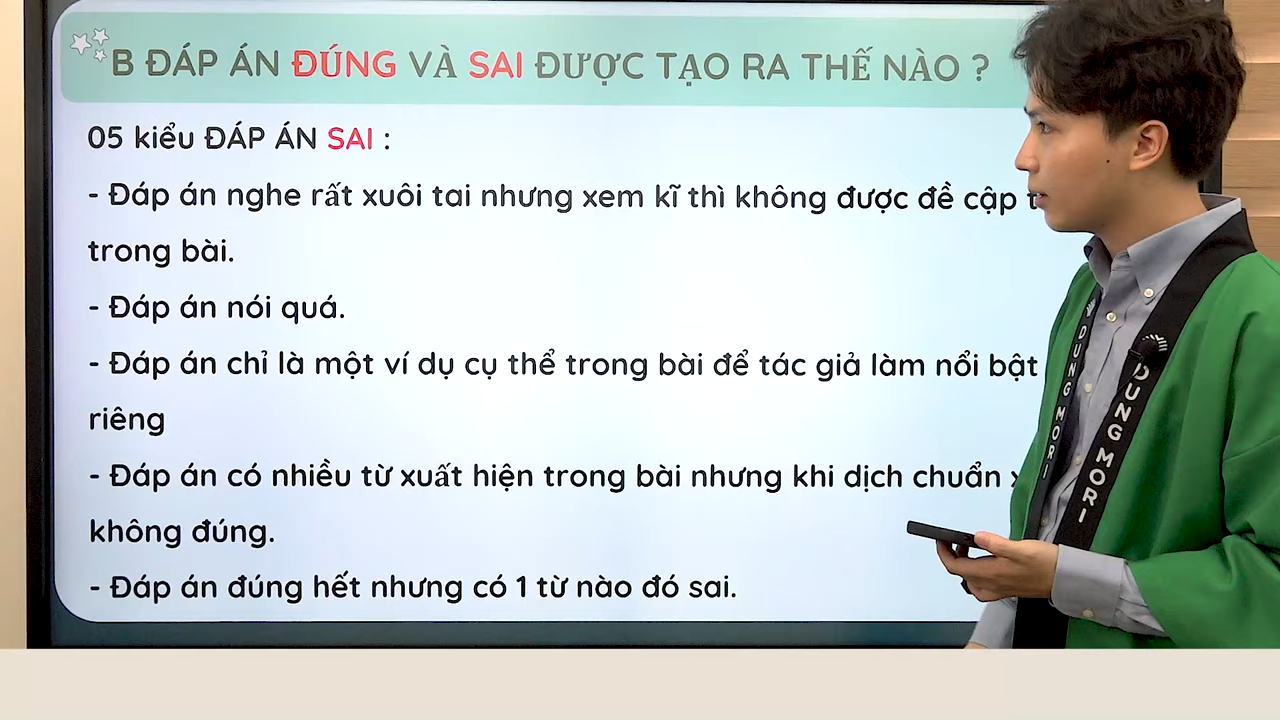 B ĐÁP ÁN ĐÚNG VÀ SAI ĐƯỢC TẠO RA THẾ NÀO ?
05 kiểu ĐÁP ÁN SAI :
- Đáp án nghe rất xuôi tai nhưng xem kĩ thì không được đề cập
trong bài.
- Đáp án nói quá.
- Đáp án chỉ là một ví dụ cụ thể trong bài để tác giả làm nổi bật
riêng
- Đáp án có nhiều từ xuất hiện trong bài nhưng khi dịch chuẩn
không đúng.
- Đáp án đúng hết nhưng có 1 từ nào đó sai.
DUNG MORI
DUNG MORI